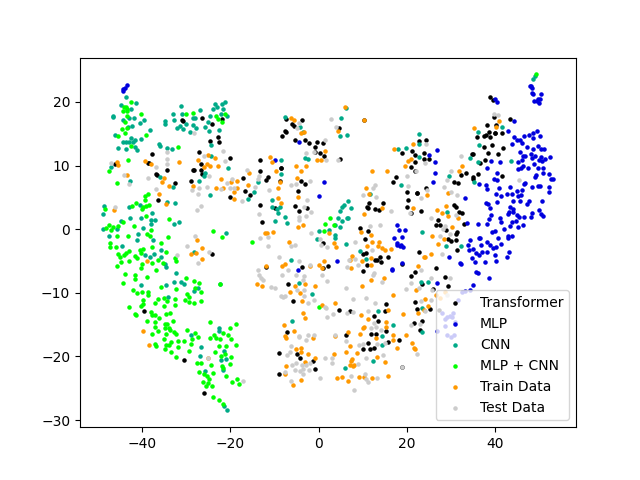 20
10
0
−10
−20
−30
−40
−20
0
20
40
Transformer
MLP
CNN
MLP + CNN
Train Data
Test Data